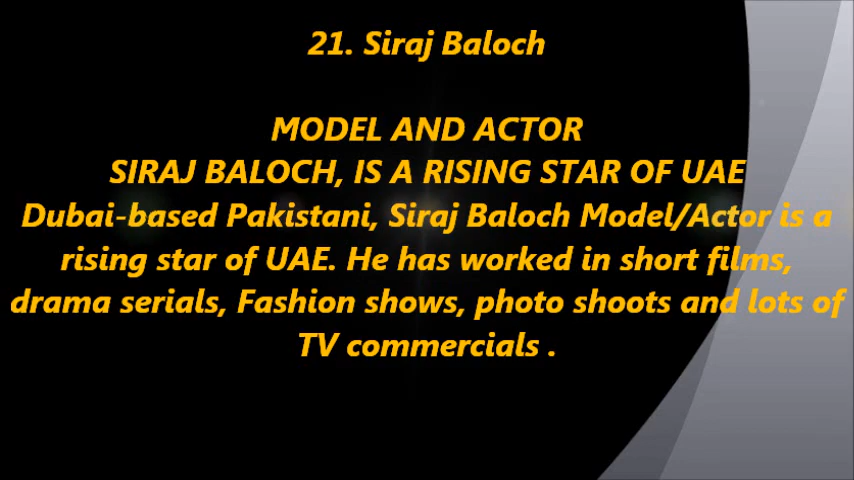 21. Siraj Baloch
MODEL AND ACTOR
SIRAJ BALOCH, IS A RISING STAR OF UAE
Dubai-based Pakistani, Siraj Baloch Model/Actor is a
rising star of UAE. He has worked in short films,
drama serials, Fashion shows, photo shoots and lots of
TV commercials .